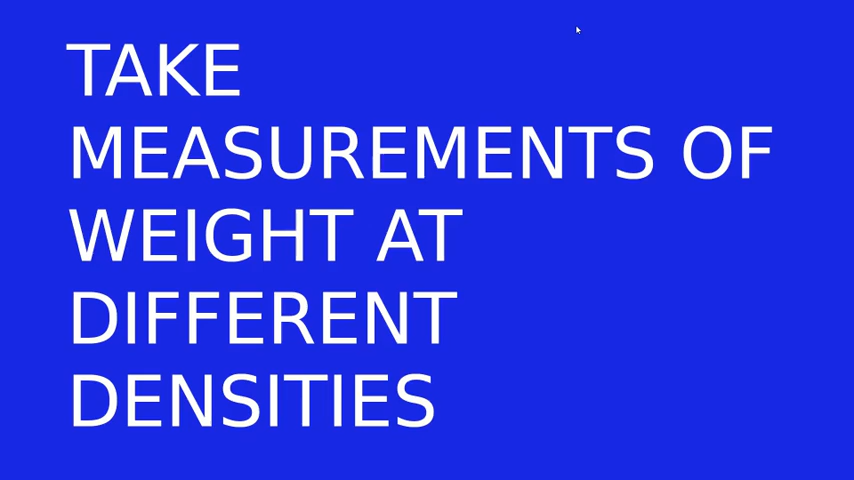 TAKE
MEASUREMENTS OF
WEIGHT AT
DIFFERENT
DENSITIES